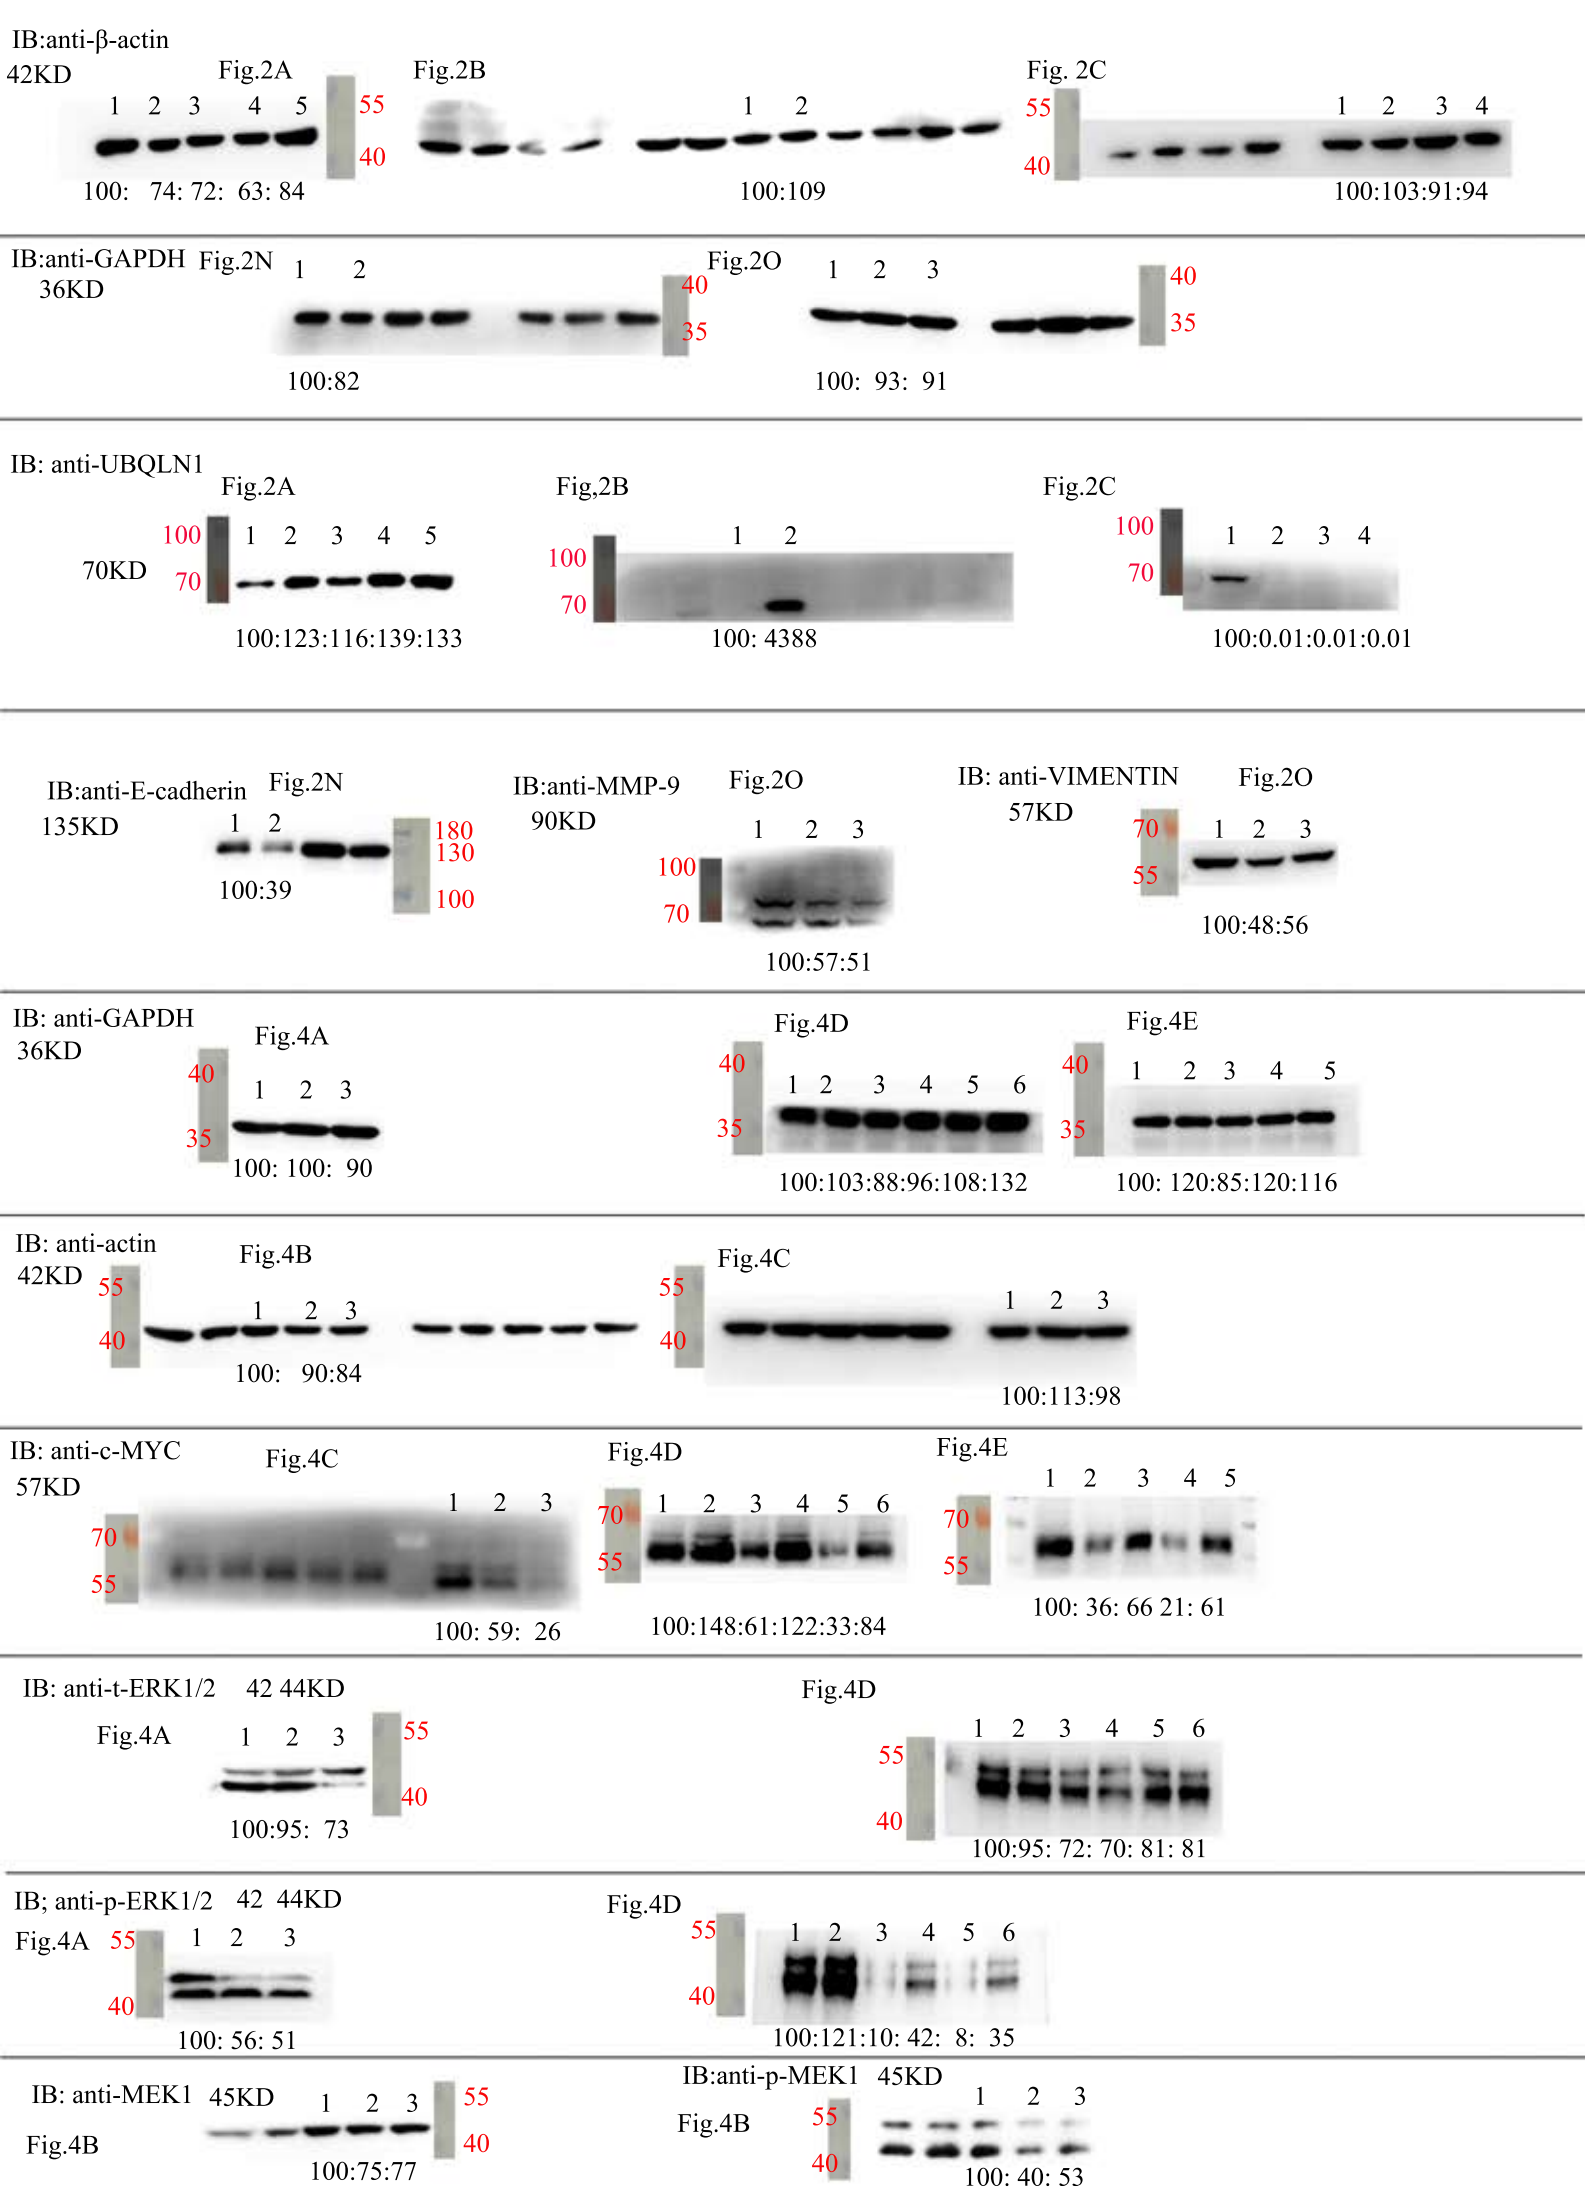 IB:anti-β-actin
42KD
Fig.2A
1 2 3 4 5
55
40
100: 74: 72: 63: 84
Fig.2B
1 2
100:109
Fig. 2C
55
40
1 2 3 4
100:103:91:94
IB:anti-GAPDH
36KD
Fig.2N
1 2
40
35
100:82
Fig.2O
1 2 3
40
35
100: 93: 91
IB: anti-UBQLN1
70KD
Fig.2A
100
70
1 2 3 4 5
100:123:116:139:133
Fig,2B
100
70
1 2
100: 4388
Fig.2C
100
70
1 2 3 4
100:0.01:0.01:0.01
IB:anti-E-cadherin
135KD
Fig.2N
1 2
180
130
100
100:39
IB:anti-MMP-9
90KD
Fig.2O
1 2 3
100
70
100:57:51
IB: anti-VIMENTIN
57KD
Fig.2O
70
55
1 2 3
100:48:56
IB: anti-GAPDH
36KD
Fig.4A
40
35
1 2 3
100: 100: 90
Fig.4D
40
35
1 2 3 4 5 6
100:103:88:96:108:132
Fig.4E
40
35
1 2 3 4 5
100: 120:85:120:116
IB: anti-actin
42KD
Fig.4B
55
40
1 2 3
100: 90:84
Fig.4C
55
40
1 2 3
100:113:98
IB: anti-c-MYC
57KD
Fig.4C
70
55
1 2 3
100: 59: 26
Fig.4D
70
55
1 2 3 4 5 6
100:148:61:122:33:84
Fig.4E
70
55
1 2 3 4 5
100: 36: 66 21: 61
IB: anti-t-ERK1/2 42 44KD
Fig.4A
1 2 3
55
40
100:95: 73
Fig.4D
55
40
1 2 3 4 5 6
100:95: 72: 70: 81: 81
IB; anti-p-ERK1/2 42 44KD
Fig.4A
55
40
1 2 3
100: 56: 51
Fig.4D
55
40
1 2 3 4 5 6
100:121:10: 42: 8: 35
IB: anti-MEK1 45KD
Fig.4B
1 2 3
55
40
100:75:77
IB:anti-p-MEK1 45KD
Fig.4B
55
40
1 2 3
100: 40: 53